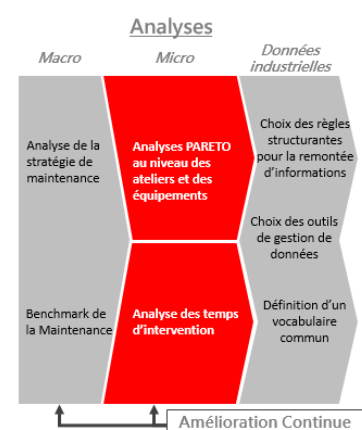 Analyses
Macro
Micro
Données
industrielles
Analyse de la
stratégie de
maintenance
Analyses PARETO
au niveau des
ateliers et des
équipements
Choix des règles
structurantes
pour la remontée
d'informations
Choix des outils
de gestion de
données
Benchmark de
la Maintenance
Analyse des temps
d'intervention
Définition d'un
vocabulaire
commun
Amélioration Continue